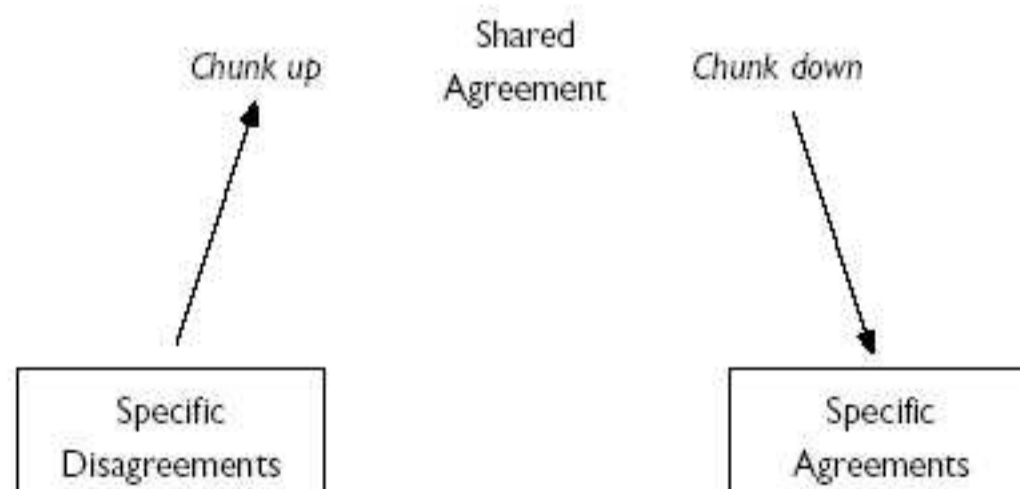 Shared
Agreement
Chunk up
Chunk down
Specific
Disagreements
Specific
Agreements